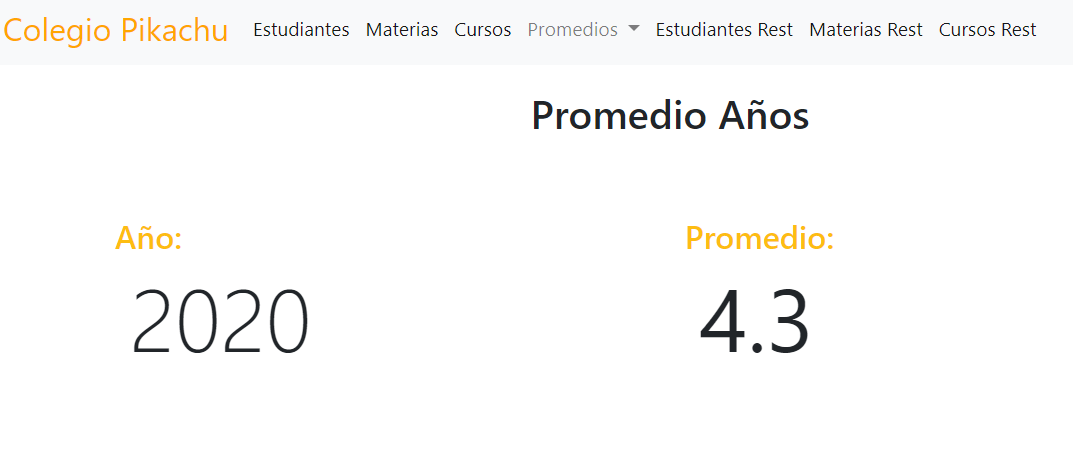 Colegio Pikachu Estudiantes Materias Cursos Promedios Estudiantes Rest Materias Rest Cursos Rest
Promedio Años
Año: Promedio:
2020 4.3